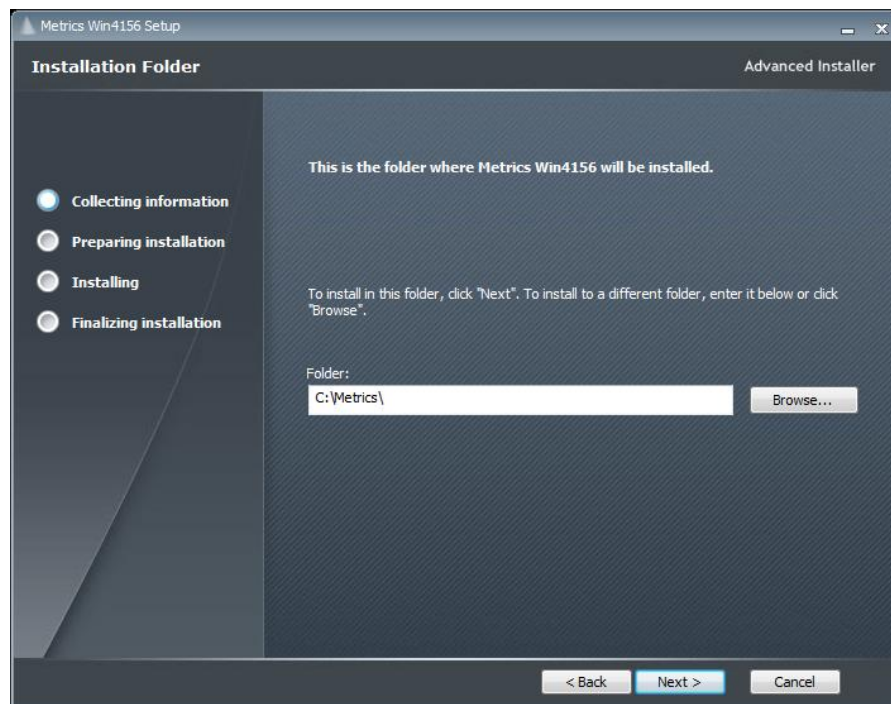 Metrics Win4156 Setup
Installation Folder
Advanced Installer
This is the folder where Metrics Win4156 will be installed.
Collecting information
Preparing installation
Installing
Finalizing installation
To install in this folder, click "Next". To install to a different folder, enter it below or click
"Browse".
Folder:
C:\Metrics\
Browse...
< Back
Next >
Cancel